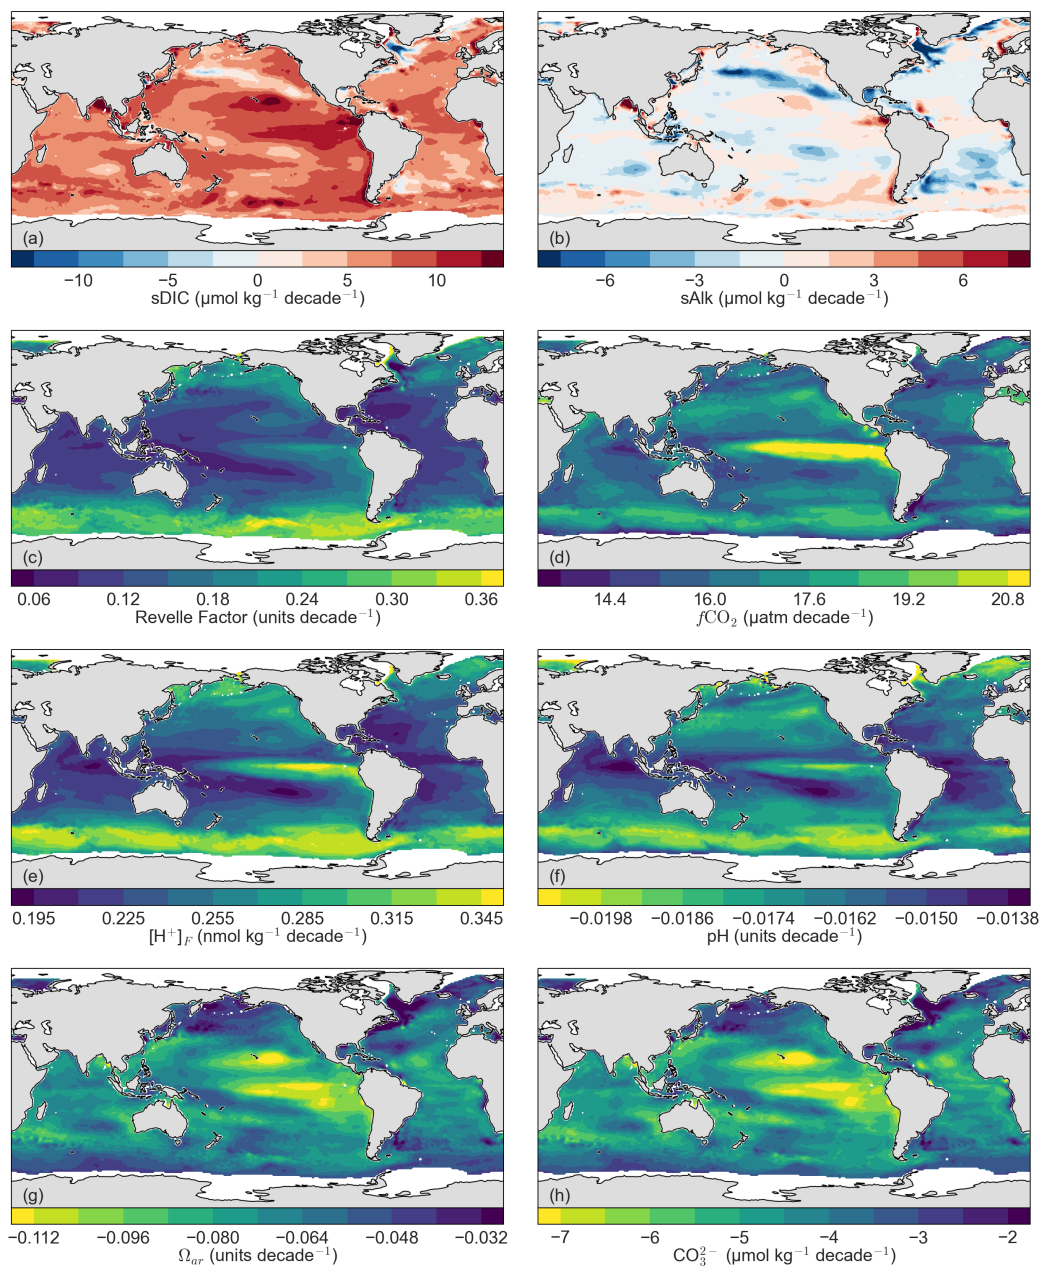 (a)
(b)
−10 −5 0 5 10
−6 −3 0 3 6
sDIC (μmol kg⁻¹ decade⁻¹)
sAlk (μmol kg⁻¹ decade⁻¹)
(c)
(d)
0.06 0.12 0.18 0.24 0.30 0.36
14.4 16.0 17.6 19.2 20.8
Revelle Factor (units decade⁻¹)
fCO₂ (μatm decade⁻¹)
(e)
(f)
0.195 0.225 0.255 0.285 0.315 0.345
−0.0198 −0.0186 −0.0174 −0.0162 −0.0150 −0.0138
[H⁺]F (nmol kg⁻¹ decade⁻¹)
pH (units decade⁻¹)
(g)
(h)
−0.112 −0.096 −0.080 −0.064 −0.048 −0.032
−7 −6 −5 −4 −3 −2
Ωar (units decade⁻¹)
CO₃²⁻ (μmol kg⁻¹ decade⁻¹)